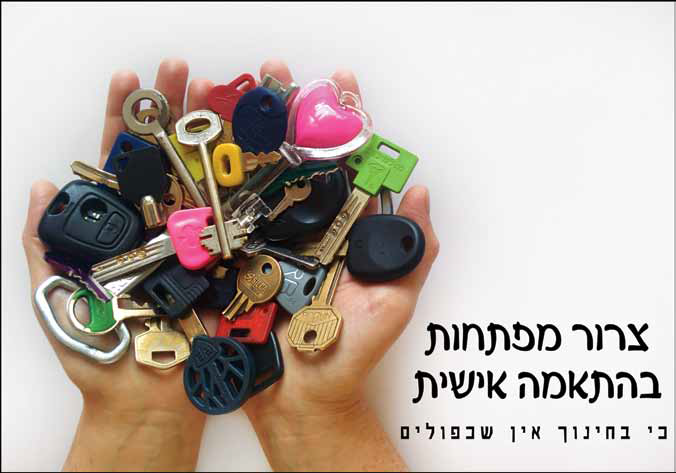 צרור מפתחות
בהתאמה אישית
כי בחינוך אין שכפולים